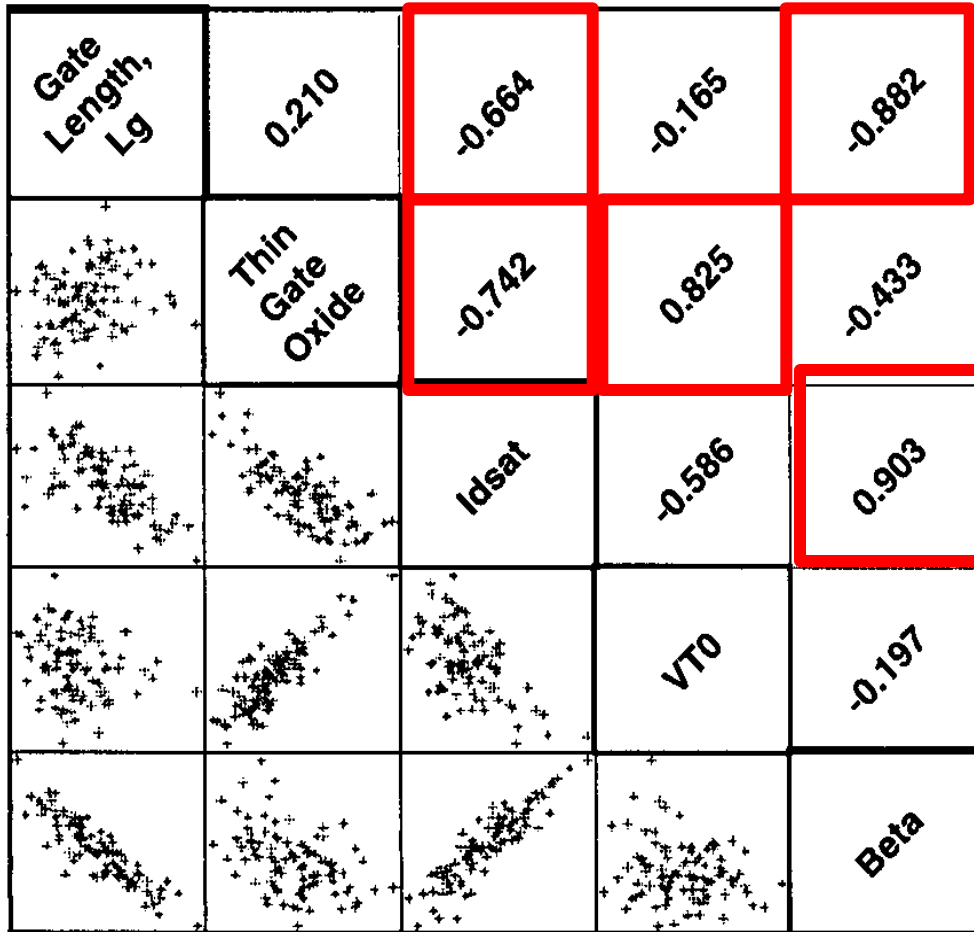 Gate
Length,
Lg
0.210
-0.664
-0.165
-0.882
Thin
Gate
Oxide
-0.742
0.825
-0.433
Idsat
-0.586
0.903
VT0
-0.197
Beta